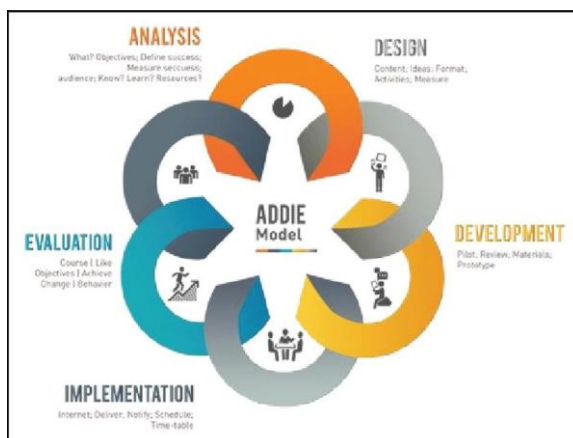 ANALYSIS
What? Objectives; Define success;
Measure seccuess;
audience; Know? Learn? Resources?
DESIGN
Content; Ideas: Format;
Activities; Measure
ADDIE
Model
EVALUATION
Course | Like
Objectives | Achieve
Change | Behavior
DEVELOPMENT
Pilot; Review; Materials;
Prototype
IMPLEMENTATION
Internet; Deliver; Notify; Schedule;
Time-table